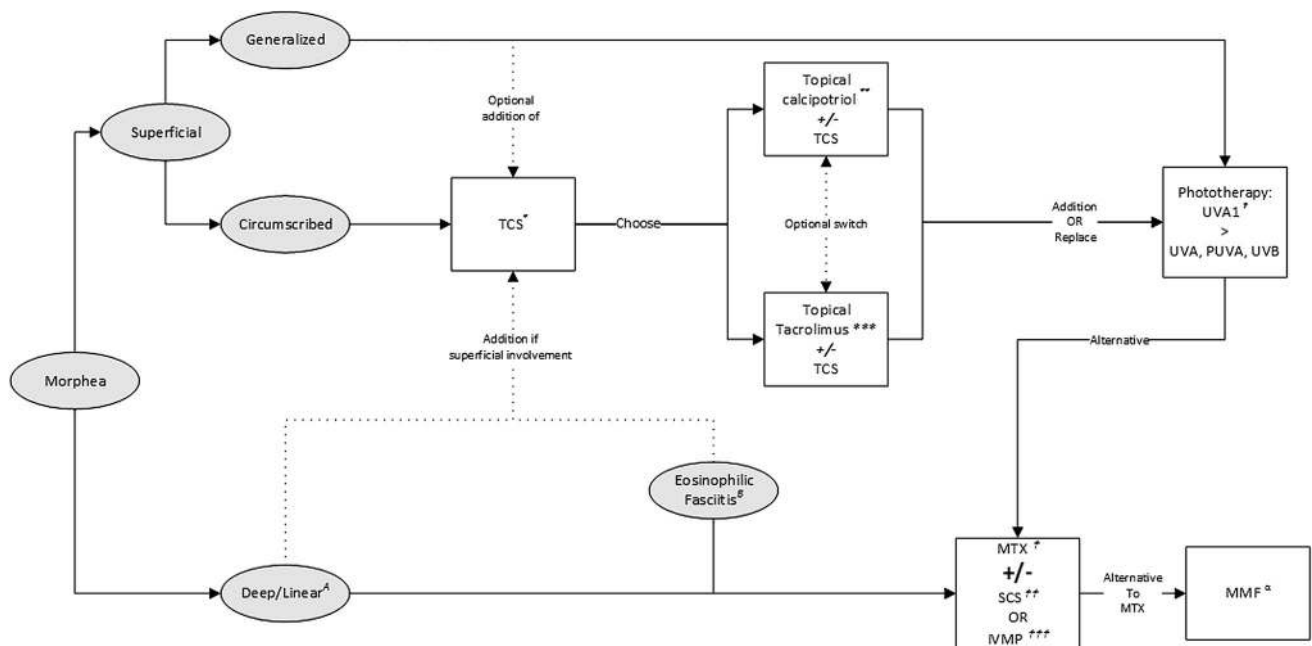 Generalized
Superficial
Circumscribed
Morphea
Deep/Linear^A
Eosinophilic
Fasciitis^B
Optional
addition of
TCS*
Addition if
superficial involvement
Choose
Topical
calcipotriol **
+/-
TCS
Optional switch
Topical
Tacrolimus ***
+/-
TCS
Addition
OR
Replace
Phototherapy:
UVA1 †
>
UVA, PUVA, UVB
Alternative
MTX †
+/-
SCS ††
OR
IVMP †††
Alternative
To
MTX
MMF α